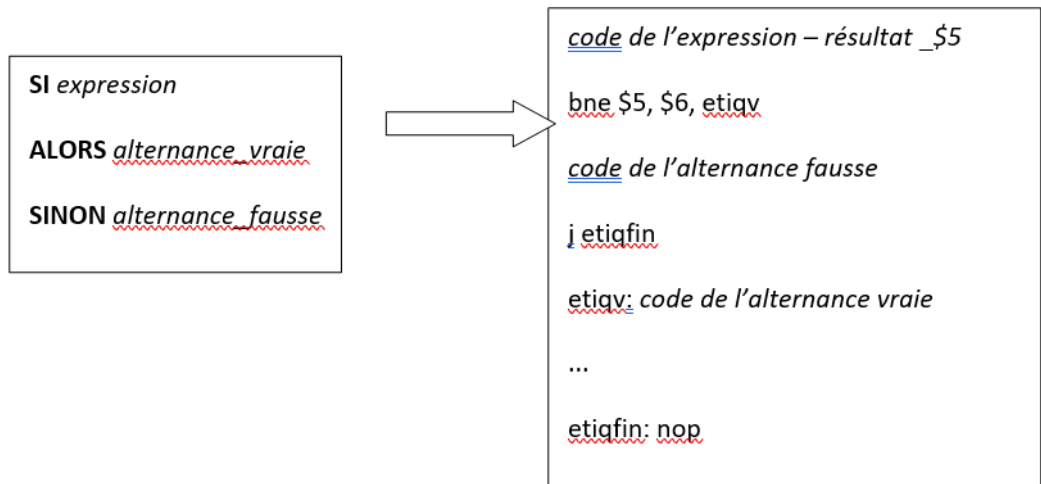 SI expression
ALORS alternance_vraie
SINON alternance_fausse
code de l’expression – résultat _$5
bne $5, $6, etiqv
code de l’alternance fausse
j etiqfin
etiqv: code de l’alternance vraie
...
etiqfin: nop